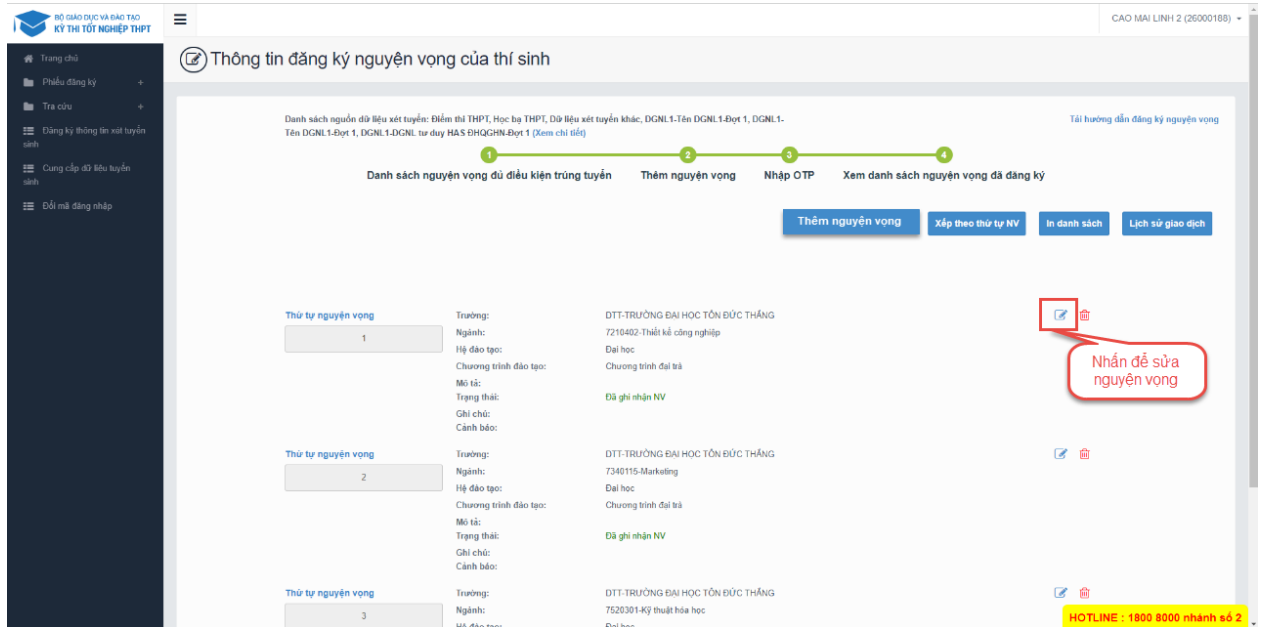 BỘ GIÁO DỤC VÀ ĐÀO TẠO
KỲ THI TỐT NGHIỆP THPT
CAO MAI LINH 2 (26000188)
Trang chủ
Phiếu đăng ký +
Tra cứu +
Đăng ký thông tin xét tuyển
sinh
Cung cấp dữ liệu tuyển
sinh
Đổi mã đăng nhập
Thông tin đăng ký nguyện vọng của thí sinh
Danh sách nguồn dữ liệu xét tuyển: Điểm thi THPT, Học bạ THPT, Dữ liệu xét tuyển khác, DGNL1-Tên DGNL1-Đợt 1, DGNL1-
Tên DGNL1-Đợt 1, DGNL1-DGNL tư duy HAS ĐHQGHN-Đợt 1 (Xem chi tiết)
Tải hướng dẫn đăng ký nguyện vọng
1 2 3 4
Danh sách nguyện vọng đủ điều kiện trúng tuyển Thêm nguyện vọng Nhập OTP Xem danh sách nguyện vọng đã đăng ký
Thêm nguyện vọng Xếp theo thứ tự NV In danh sách Lịch sử giao dịch
Thứ tự nguyện vọng
1
Trường: DTT-TRƯỜNG ĐẠI HỌC TÔN ĐỨC THẮNG
Ngành: 7210402-Thiết kế công nghiệp
Hệ đào tạo: Đại học
Chương trình đào tạo: Chương trình đại trà
Mô tả:
Trạng thái: Đã ghi nhận NV
Ghi chú:
Cảnh báo:
Nhấn để sửa
nguyện vọng
Thứ tự nguyện vọng
2
Trường: DTT-TRƯỜNG ĐẠI HỌC TÔN ĐỨC THẮNG
Ngành: 7340115-Marketing
Hệ đào tạo: Đại học
Chương trình đào tạo: Chương trình đại trà
Mô tả:
Trạng thái: Đã ghi nhận NV
Ghi chú:
Cảnh báo:
Thứ tự nguyện vọng
3
Trường: DTT-TRƯỜNG ĐẠI HỌC TÔN ĐỨC THẮNG
Ngành: 7520301-Kỹ thuật hóa học
Hệ đào tạo: Đại học
HOTLINE : 1800 8000 nhánh số 2